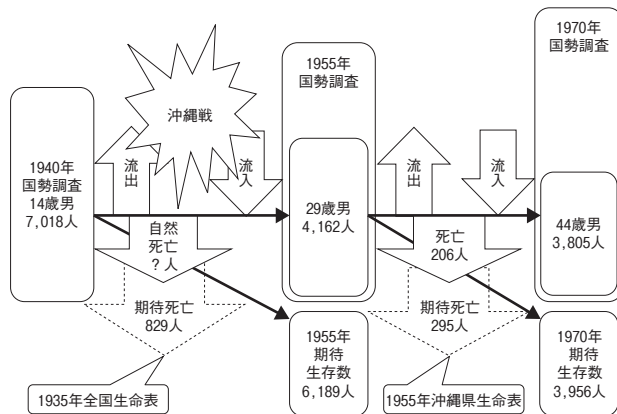 1940年
国勢調査
14歳男
7,018人
流出
沖縄戦
流入
自然
死亡
？人
期待死亡
829人
1935年全国生命表
1955年
国勢調査
29歳男
4,162人
1955年
期待
生存数
6,189人
流出
流入
死亡
206人
期待死亡
295人
1955年沖縄県生命表
1970年
国勢調査
44歳男
3,805人
1970年
期待
生存数
3,956人